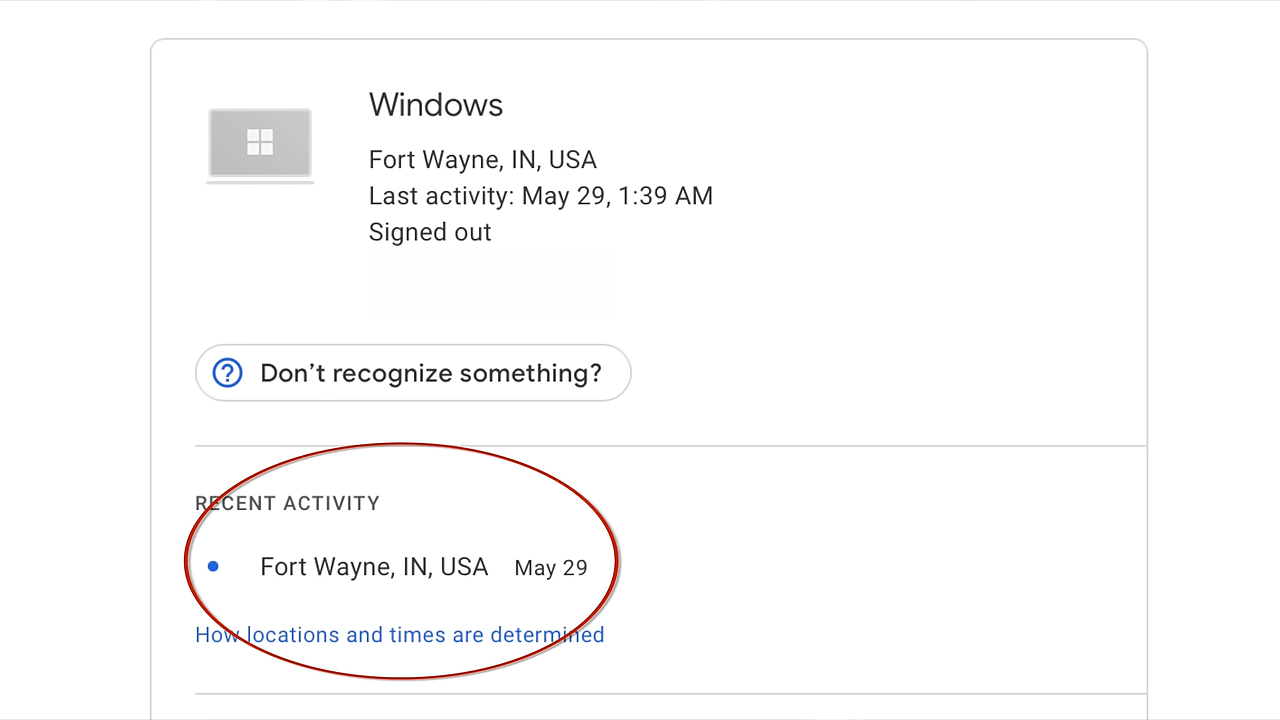 Windows
Fort Wayne, IN, USA
Last activity: May 29, 1:39 AM
Signed out
Don’t recognize something?
RECENT ACTIVITY
Fort Wayne, IN, USA May 29
How locations and times are determined